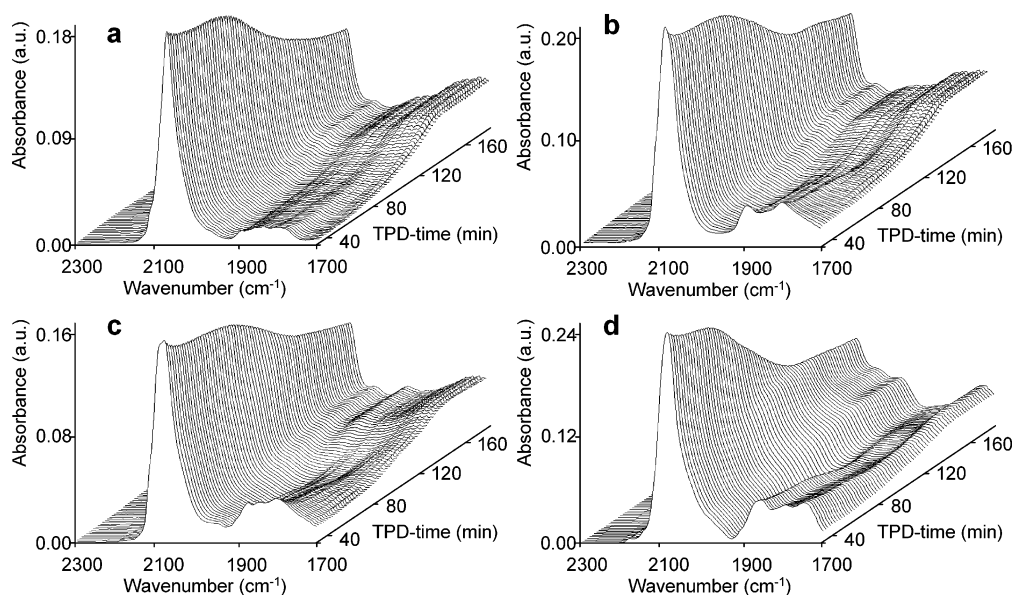 a
0.18
0.09
0.00
Absorbance (a.u.)
2300 2100 1900 1700
Wavenumber (cm-1)
40 80 120 160
TPD-time (min)
b
0.20
0.10
0.00
Absorbance (a.u.)
2300 2100 1900 1700
Wavenumber (cm-1)
40 80 120 160
TPD-time (min)
c
0.16
0.08
0.00
Absorbance (a.u.)
2300 2100 1900 1700
Wavenumber (cm-1)
40 80 120 160
TPD-time (min)
d
0.24
0.12
0.00
Absorbance (a.u.)
2300 2100 1900 1700
Wavenumber (cm-1)
40 80 120 160
TPD-time (min)